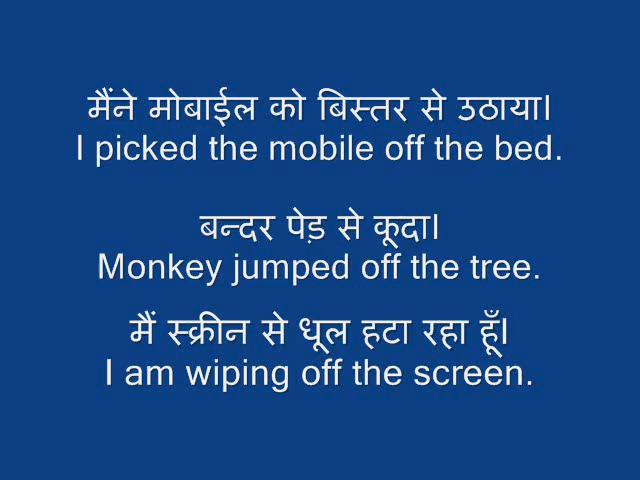 मैंने मोबाईल को बिस्तर से उठाया।
I picked the mobile off the bed.
बन्दर पेड़ से कूदा।
Monkey jumped off the tree.
मैं स्क्रीन से धूल हटा रहा हूँ।
I am wiping off the screen.